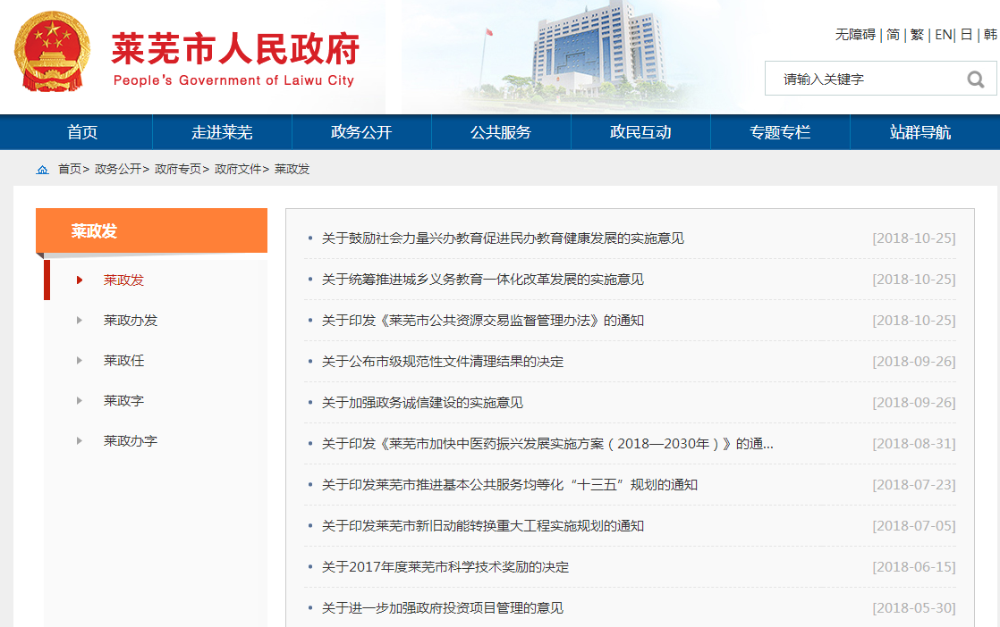 莱芜市人民政府
People's Government of Laiwu City
无障碍 | 简 | 繁 | EN| 日 | 韩
请输入关键字
首页 走进莱芜 政务公开 公共服务 政民互动 专题专栏 站群导航
首页> 政务公开> 政府专页> 政府文件> 莱政发
莱政发
莱政发
莱政办发
莱政任
莱政字
莱政办字
关于鼓励社会力量兴办教育促进民办教育健康发展的实施意见 [2018-10-25]
关于统筹推进城乡义务教育一体化改革发展的实施意见 [2018-10-25]
关于印发《莱芜市公共资源交易监督管理办法》的通知 [2018-10-25]
关于公布市级规范性文件清理结果的决定 [2018-09-26]
关于加强政务诚信建设的实施意见 [2018-09-26]
关于印发《莱芜市加快中医药振兴发展实施方案（2018—2030年）》的通... [2018-08-31]
关于印发莱芜市推进基本公共服务均等化“十三五”规划的通知 [2018-07-23]
关于印发莱芜市新旧动能转换重大工程实施规划的通知 [2018-07-05]
关于2017年度莱芜市科学技术奖励的决定 [2018-06-15]
关于进一步加强政府投资项目管理的意见 [2018-05-30]